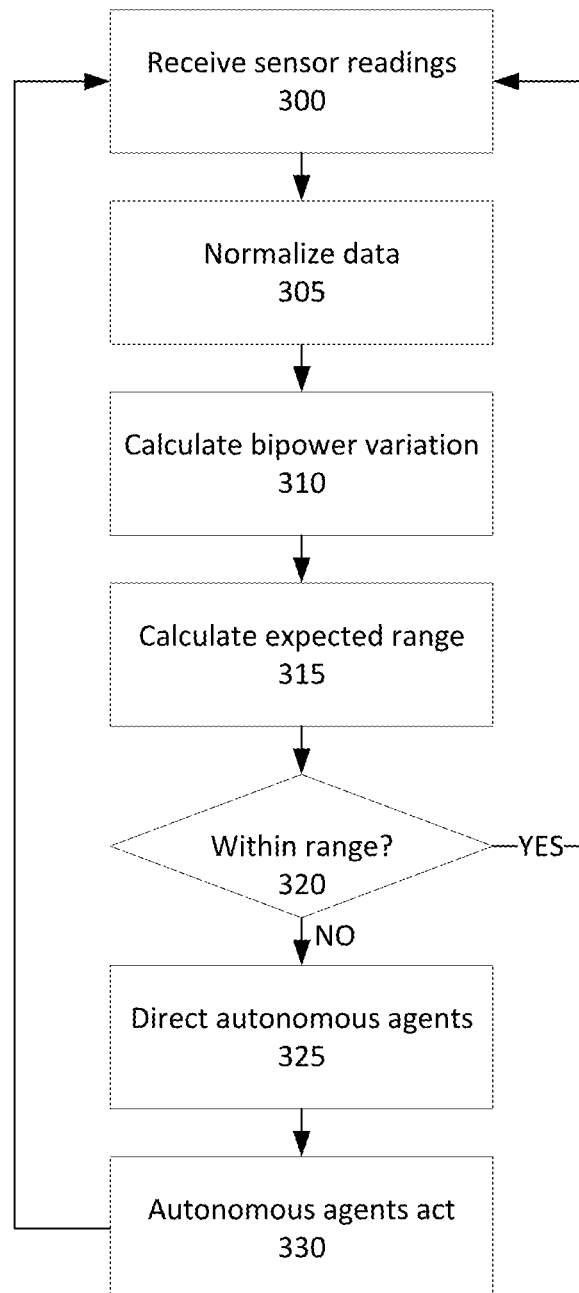 Receive sensor readings
300
Normalize data
305
Calculate bipower variation
310
Calculate expected range
315
Within range?
320
YES
NO
Direct autonomous agents
325
Autonomous agents act
330